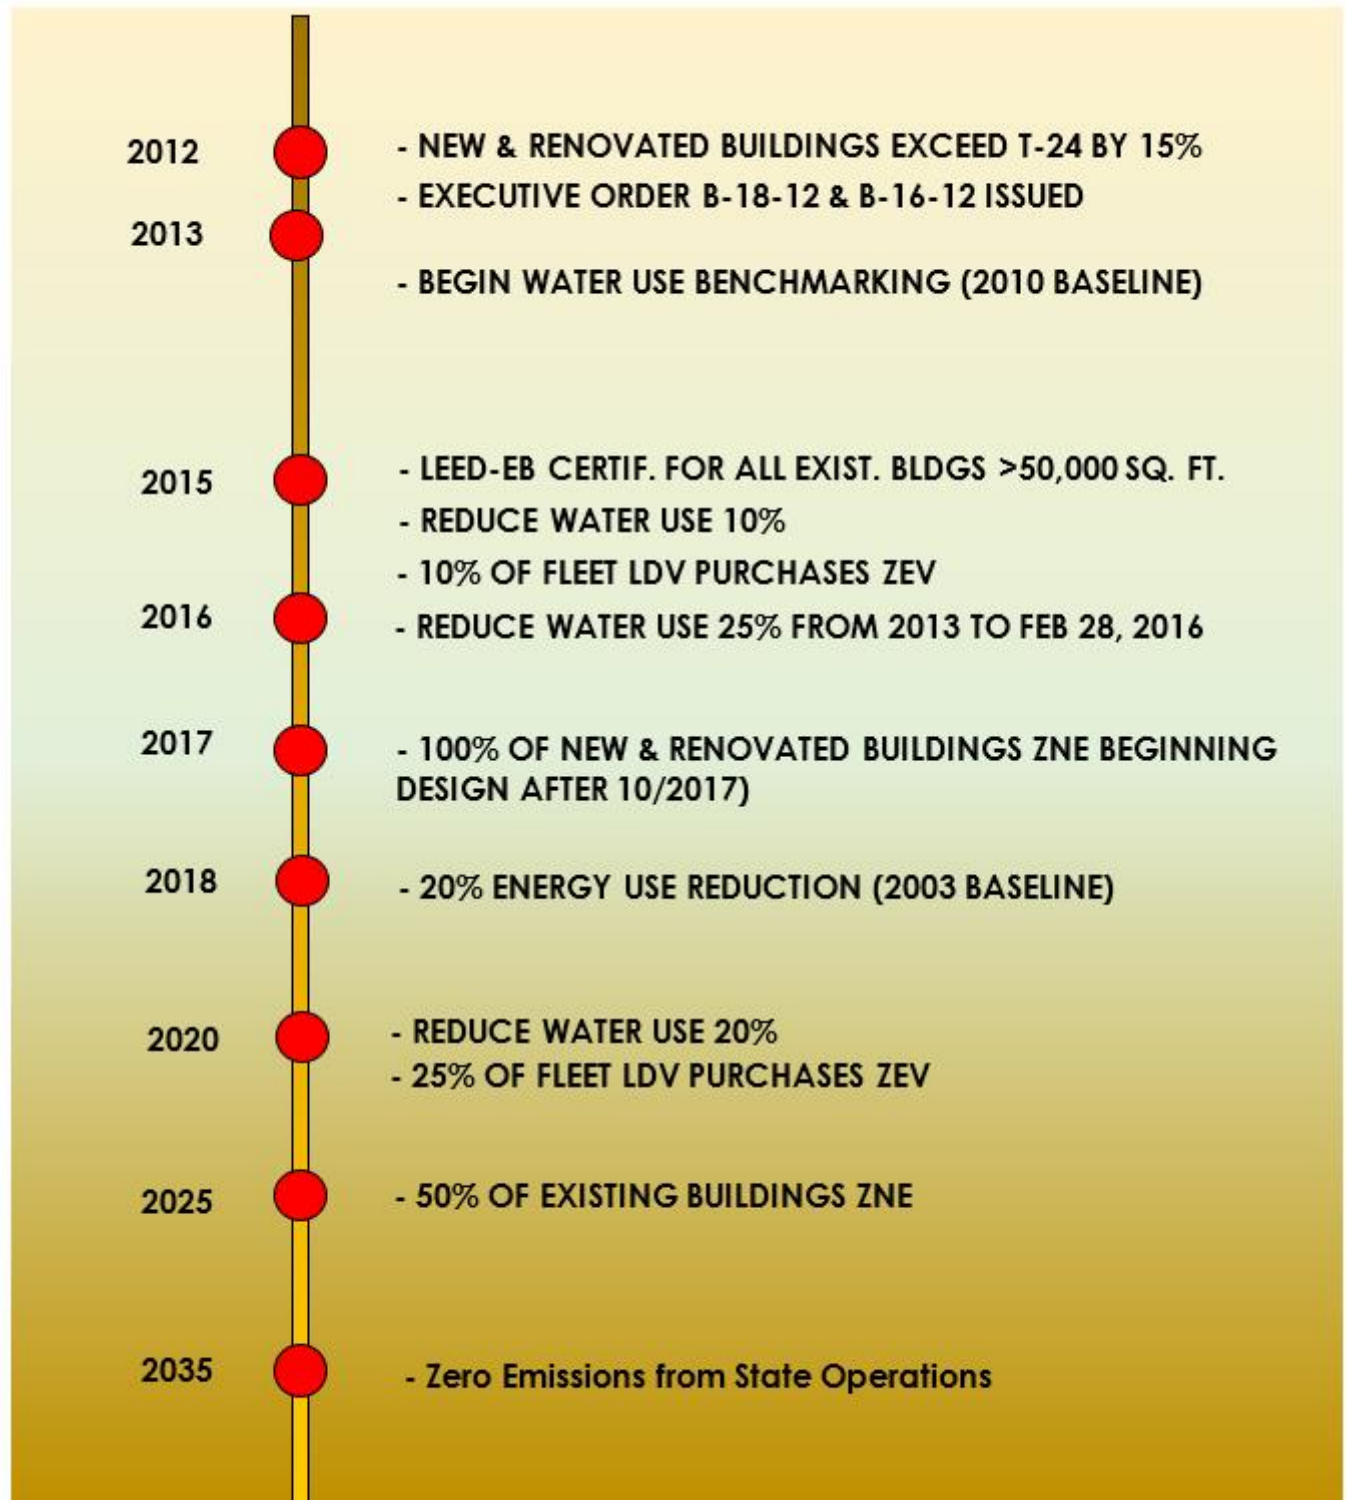 2012
- NEW & RENOVATED BUILDINGS EXCEED T-24 BY 15%
- EXECUTIVE ORDER B-18-12 & B-16-12 ISSUED
2013
- BEGIN WATER USE BENCHMARKING (2010 BASELINE)
2015
- LEED-EB CERTIF. FOR ALL EXIST. BLDGS >50,000 SQ. FT.
- REDUCE WATER USE 10%
- 10% OF FLEET LDV PURCHASES ZEV
2016
- REDUCE WATER USE 25% FROM 2013 TO FEB 28, 2016
2017
- 100% OF NEW & RENOVATED BUILDINGS ZNE BEGINNING
DESIGN AFTER 10/2017)
2018
- 20% ENERGY USE REDUCTION (2003 BASELINE)
2020
- REDUCE WATER USE 20%
- 25% OF FLEET LDV PURCHASES ZEV
2025
- 50% OF EXISTING BUILDINGS ZNE
2035
- Zero Emissions from State Operations